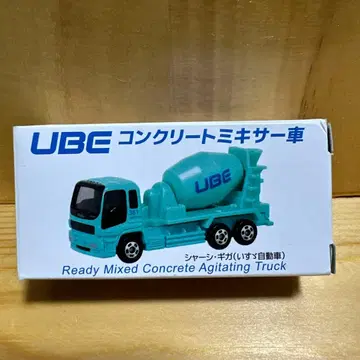 UBE コンクリートミキサー車
UBE
シャーシ・ギガ(いすゞ自動車)
Ready Mixed Concrete Agitating Truck